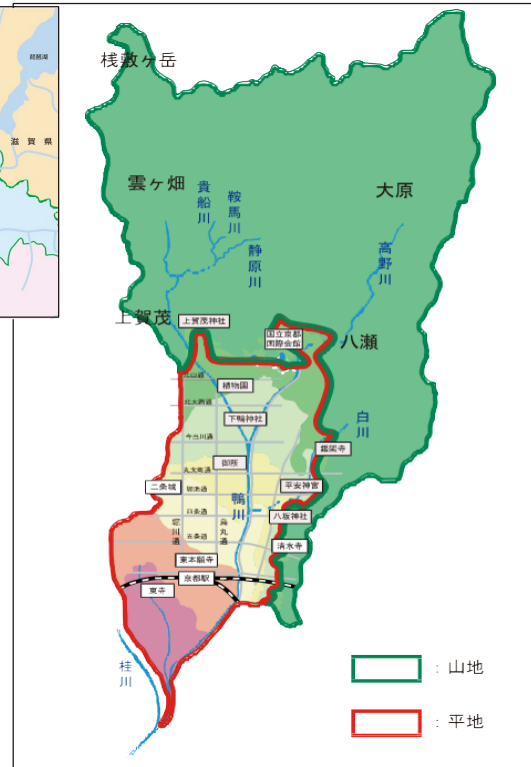 琵琶湖
滋賀県
桟敷ヶ岳
雲ヶ畑
貴船川
鞍馬川
静原川
大原
高野川
上賀茂
上賀茂神社
国立京都
国際会館
八瀬
北山通
植物園
北大路通
下鴨神社
白川
今出川通
銀閣寺
御所
丸太町通
二条城
御池通
平安神宮
鴨川
四条通
八坂神社
堀川通
烏丸通
五条通
清水寺
東本願寺
京都駅
東寺
桂川
：山地
：平地